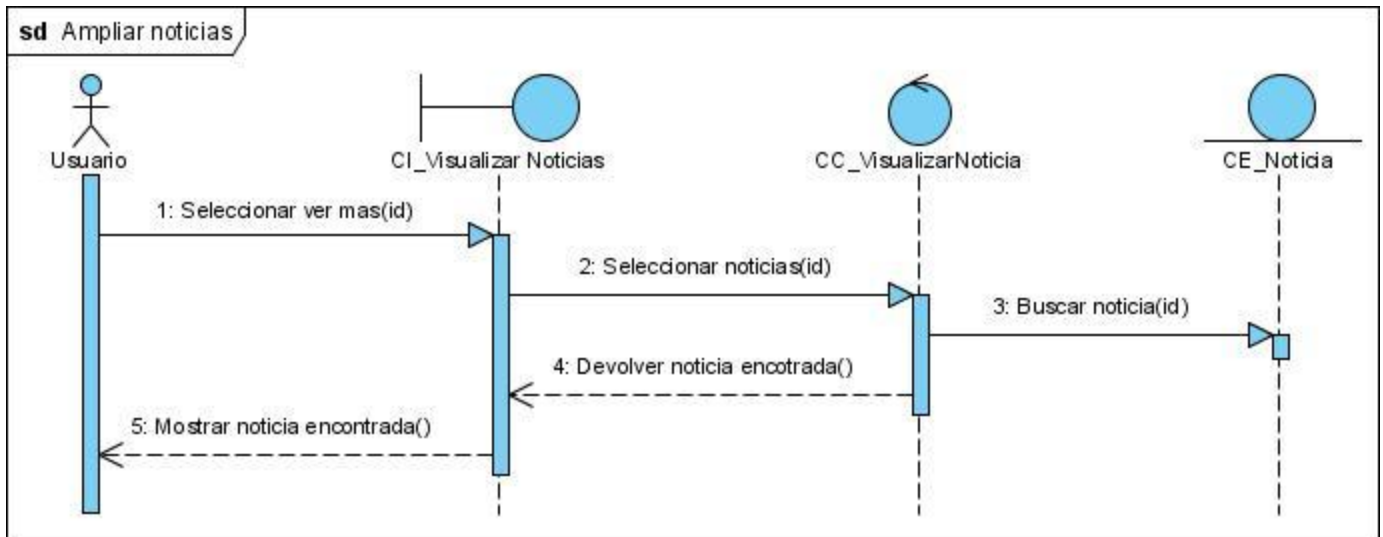 sd Ampliar noticias
Usuario
CI_Visualizar Noticias
CC_VisualizarNoticia
CE_Noticia
1: Seleccionar ver mas(id)
2: Seleccionar noticias(id)
3: Buscar noticia(id)
4: Devolver noticia encotrada()
5: Mostrar noticia encontrada()